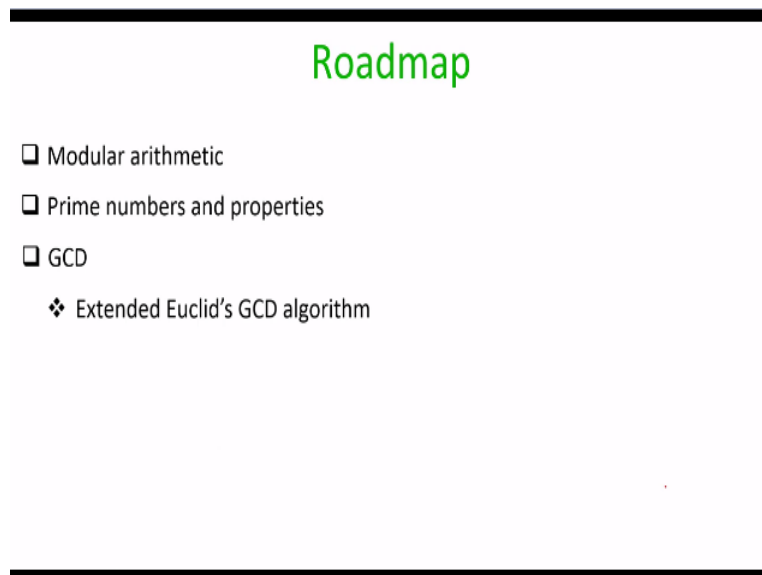 Roadmap
Modular arithmetic
Prime numbers and properties
GCD
Extended Euclid's GCD algorithm